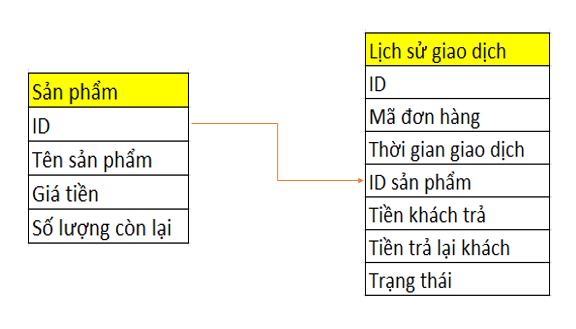 Sản phẩm
ID
Tên sản phẩm
Giá tiền
Số lượng còn lại
Lịch sử giao dịch
ID
Mã đơn hàng
Thời gian giao dịch
ID sản phẩm
Tiền khách trả
Tiền trả lại khách
Trạng thái